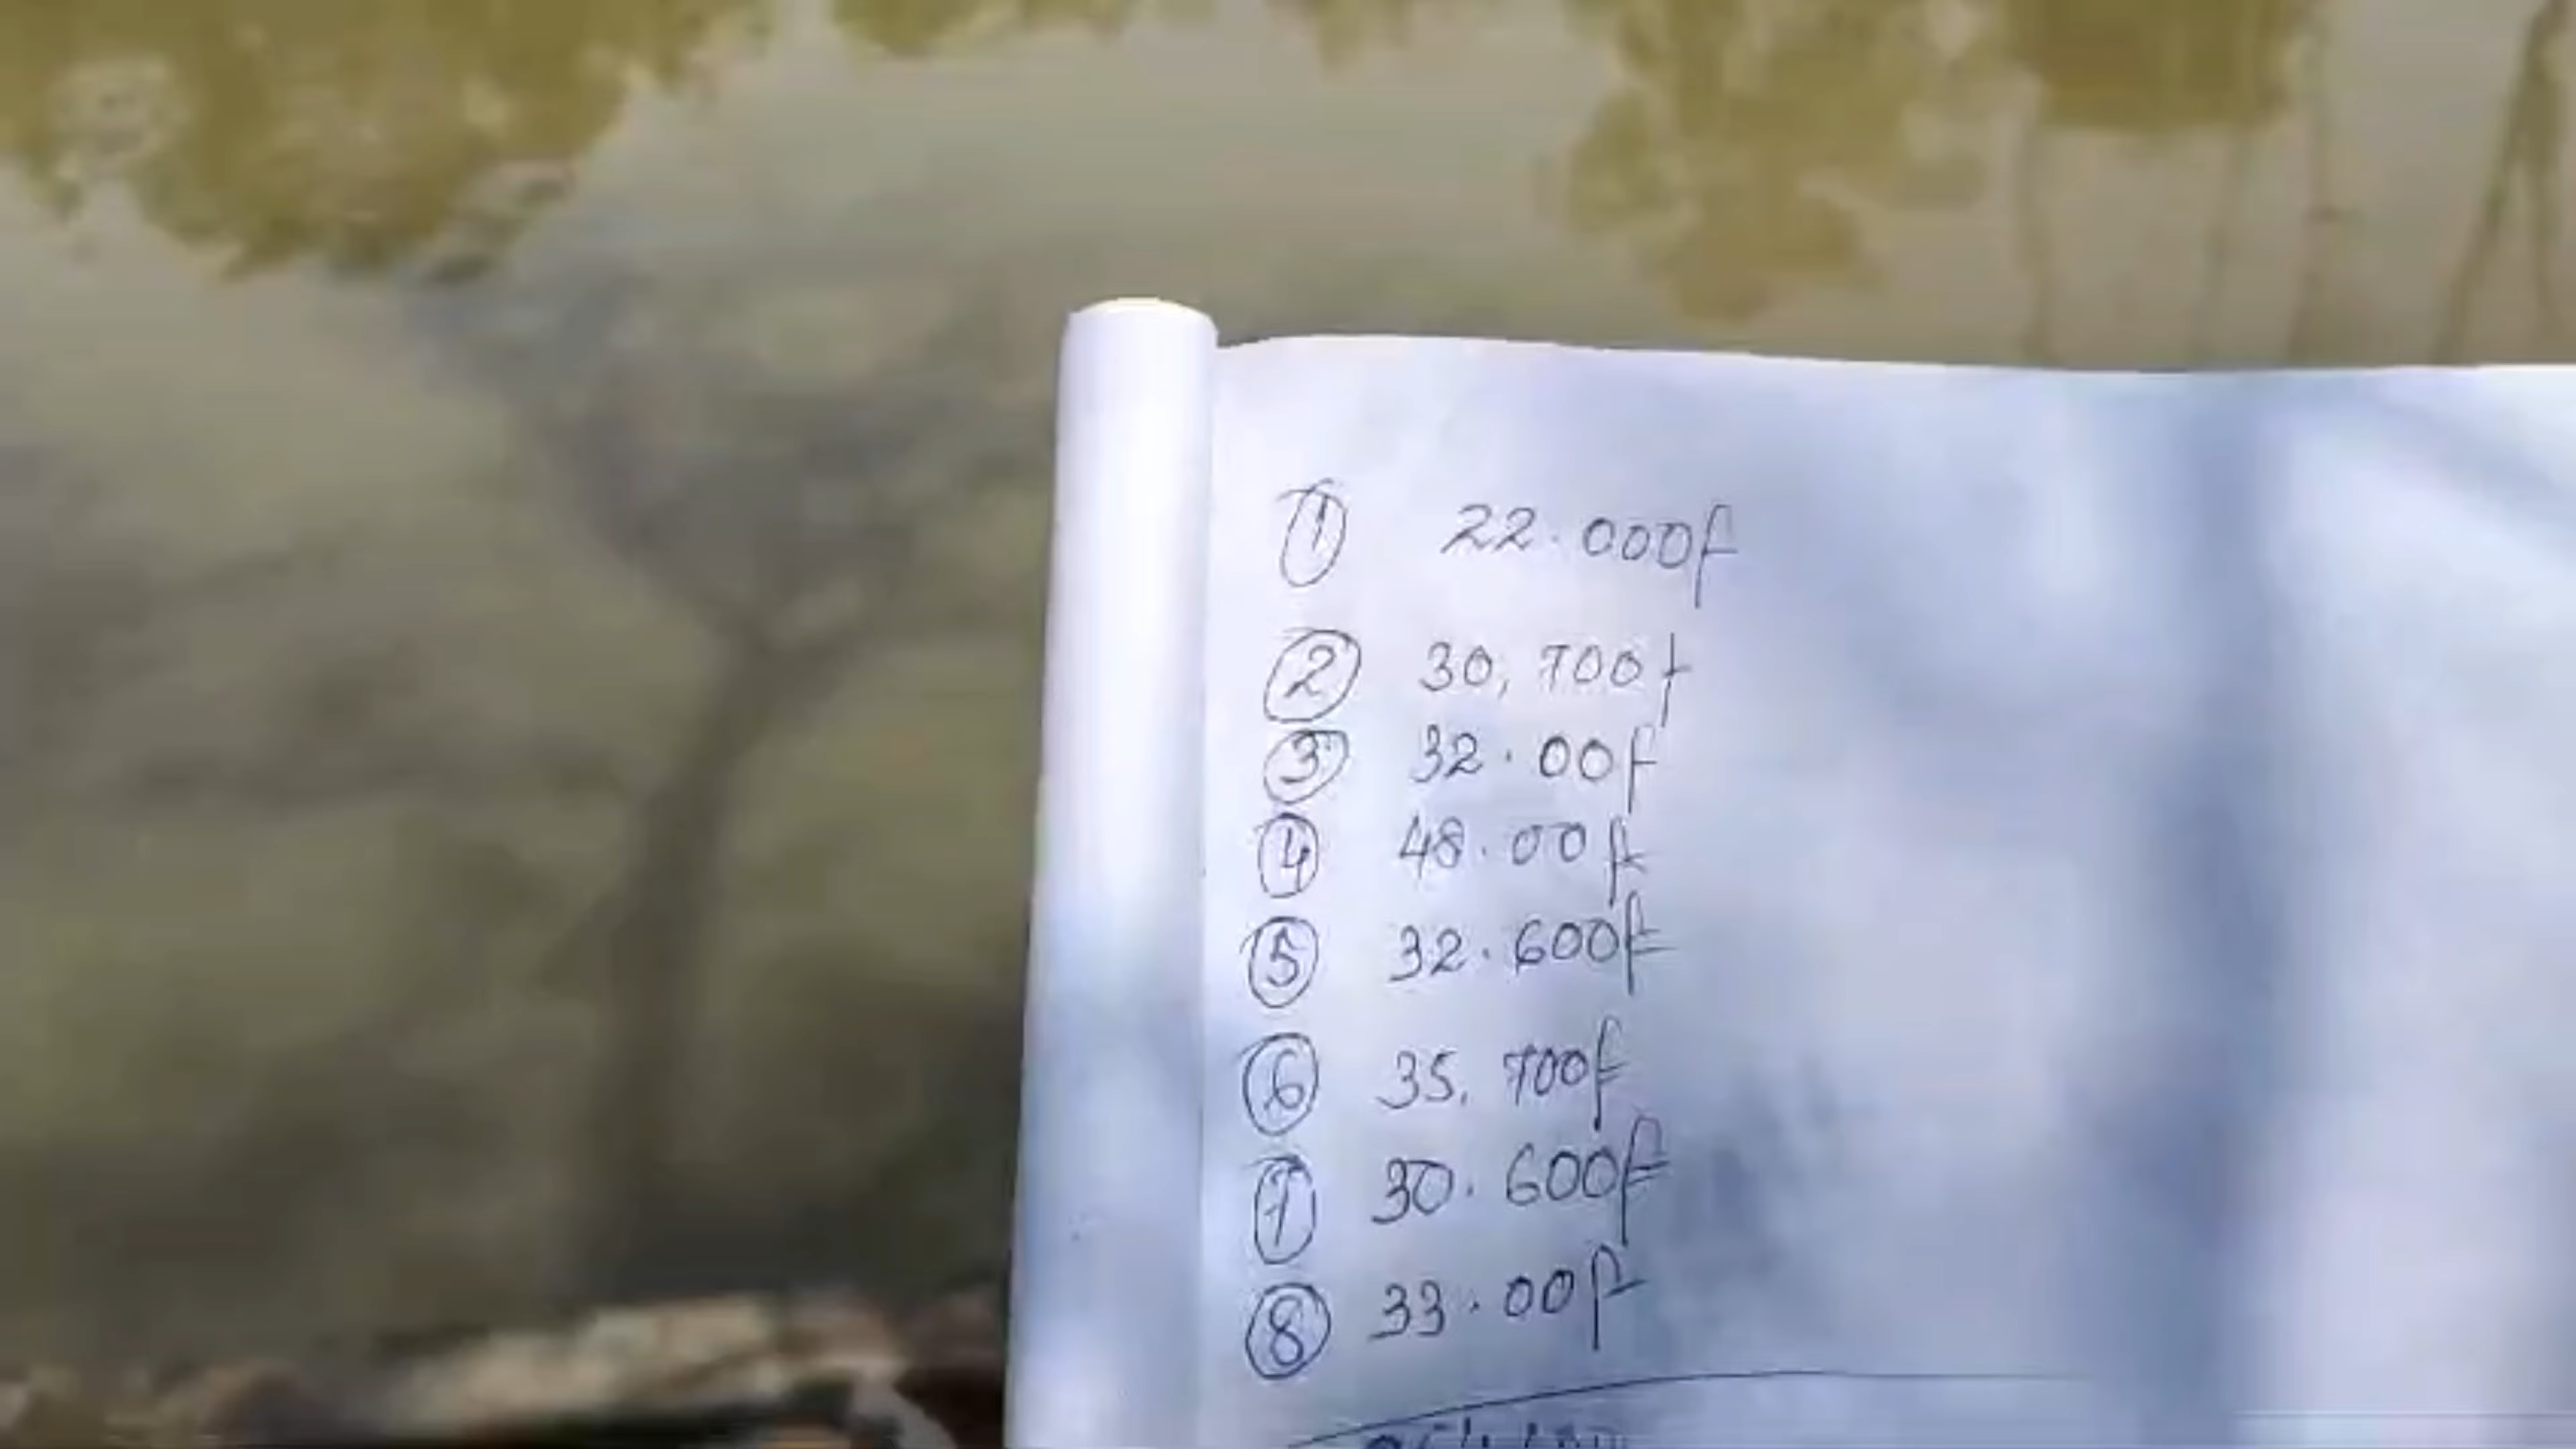 ① 22.000f
② 30,700f
③ 32.00f
④ 48.00f
⑤ 32.600f
⑥ 35.700f
⑦ 30.600f
⑧ 33.00f